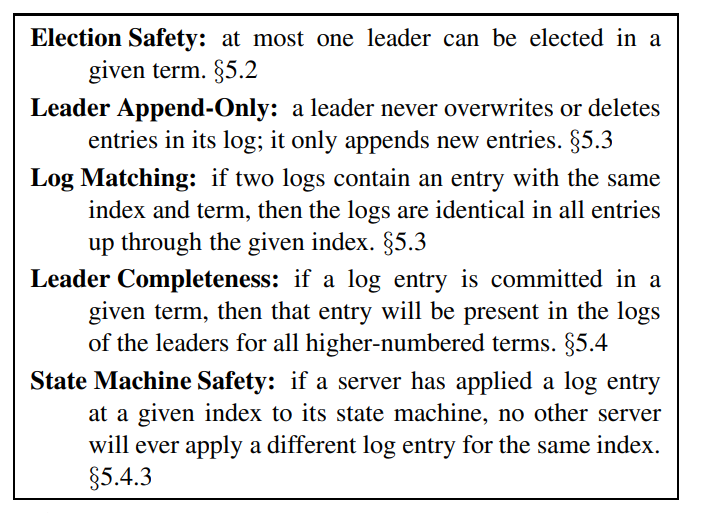 Election Safety: at most one leader can be elected in a
given term. §5.2
Leader Append-Only: a leader never overwrites or deletes
entries in its log; it only appends new entries. §5.3
Log Matching: if two logs contain an entry with the same
index and term, then the logs are identical in all entries
up through the given index. §5.3
Leader Completeness: if a log entry is committed in a
given term, then that entry will be present in the logs
of the leaders for all higher-numbered terms. §5.4
State Machine Safety: if a server has applied a log entry
at a given index to its state machine, no other server
will ever apply a different log entry for the same index.
§5.4.3